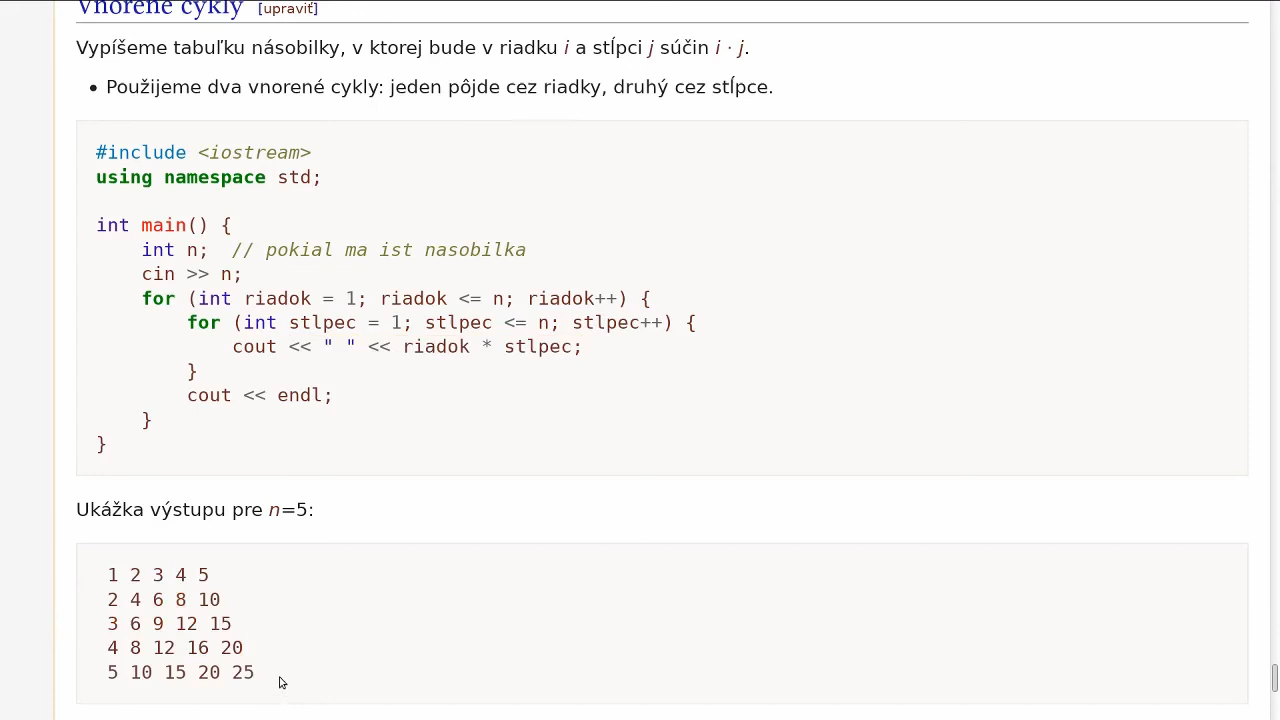 Vnorené cykly [upraviť]
Vypíšeme tabuľku násobilky, v ktorej bude v riadku i a stĺpci j súčin i · j.
• Použijeme dva vnorené cykly: jeden pôjde cez riadky, druhý cez stĺpce.
#include <iostream>
using namespace std;
int main() {
    int n;  // pokial ma ist nasobilka
    cin >> n;
    for (int riadok = 1; riadok <= n; riadok++) {
        for (int stlpec = 1; stlpec <= n; stlpec++) {
            cout << " " << riadok * stlpec;
        }
        cout << endl;
    }
}
Ukážka výstupu pre n=5:
 1 2 3 4 5
 2 4 6 8 10
 3 6 9 12 15
 4 8 12 16 20
 5 10 15 20 25